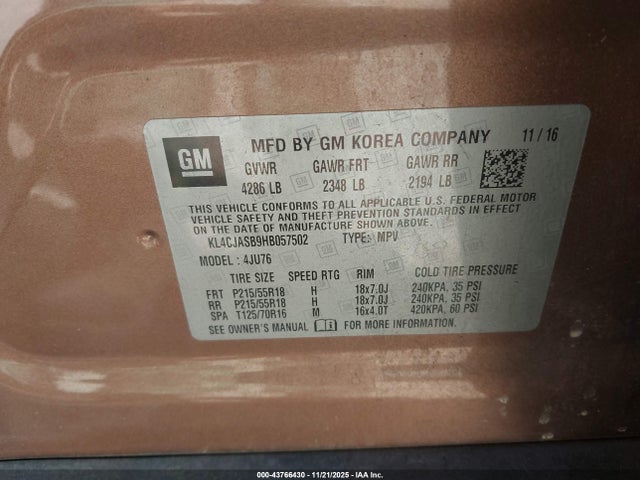 GM
MFD BY GM KOREA COMPANY 11 / 16
GVWR GAWR FRT GAWR RR
4286 LB 2348 LB 2194 LB
THIS VEHICLE CONFORMS TO ALL APPLICABLE U.S. FEDERAL MOTOR
VEHICLE SAFETY AND THEFT PREVENTION STANDARDS IN EFFECT
ON THE DATE OF MANUFACTURE SHOWN ABOVE.
KL4CJASB9HB057502 TYPE: MPV
MODEL : 4JU76
TIRE SIZE SPEED RTG RIM COLD TIRE PRESSURE
FRT P215/55R18 H 18x7.0J 240KPA, 35 PSI
RR P215/55R18 H 18x7.0J 240KPA, 35 PSI
SPA T125/70R16 M 16x4.0T 420KPA, 60 PSI
SEE OWNER'S MANUAL FOR MORE INFORMATION.
000-43766430 - 11/21/2025 - IAA Inc.